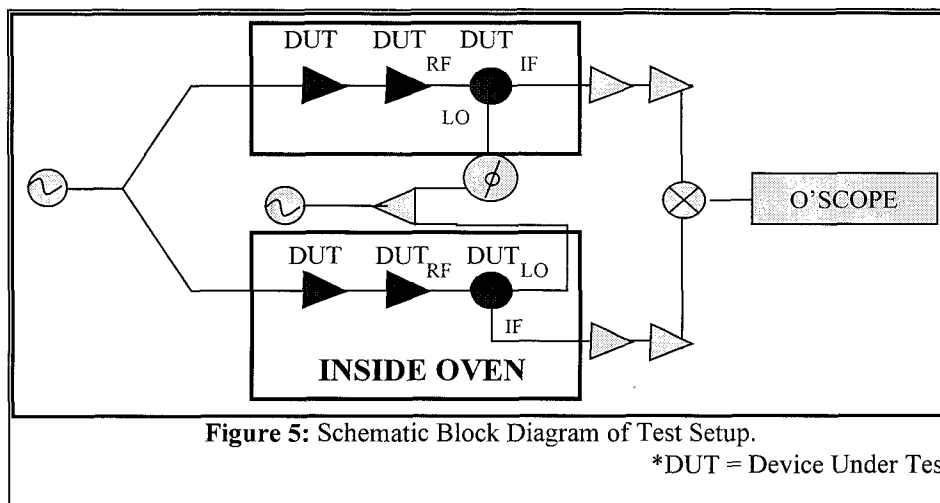 DUT DUT DUT
RF IF
LO
ϕ
O'SCOPE
DUT DUT RF DUT LO
IF
INSIDE OVEN
Figure 5: Schematic Block Diagram of Test Setup.
*DUT = Device Under Tes